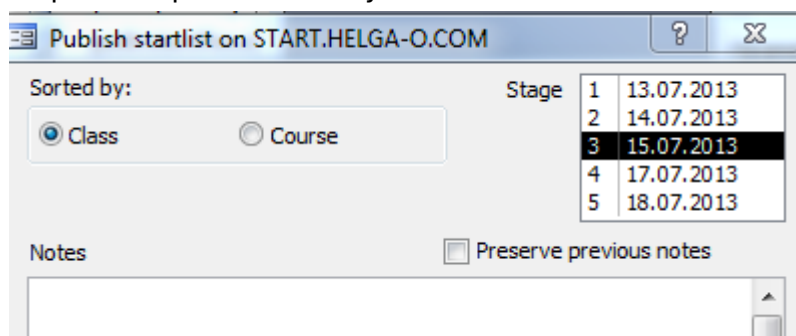 Publish startlist on START.HELGA-O.COM
Sorted by:
Class
Course
Stage
1 13.07.2013
2 14.07.2013
3 15.07.2013
4 17.07.2013
5 18.07.2013
Notes
Preserve previous notes